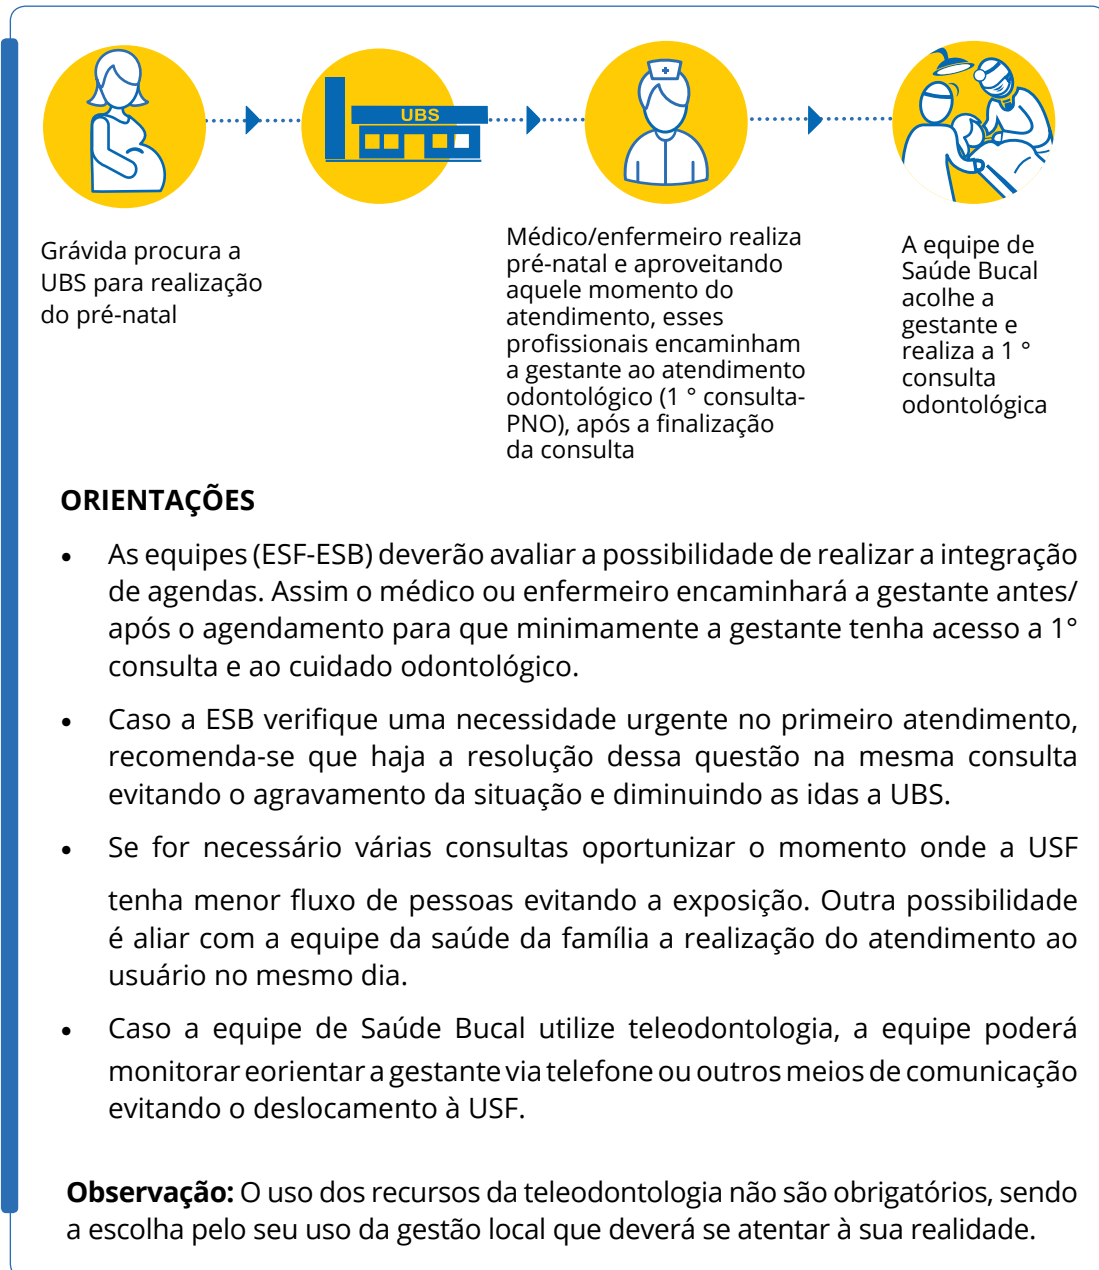 UBS
Grávida procura a
UBS para realização
do pré-natal
Médico/enfermeiro realiza
pré-natal e aproveitando
aquele momento do
atendimento, esses
profissionais encaminham
a gestante ao atendimento
odontológico (1 ° consulta-
PNO), após a finalização
da consulta
A equipe de
Saúde Bucal
acolhe a
gestante e
realiza a 1 °
consulta
odontológica
ORIENTAÇÕES
• As equipes (ESF-ESB) deverão avaliar a possibilidade de realizar a integração
de agendas. Assim o médico ou enfermeiro encaminhará a gestante antes/
após o agendamento para que minimamente a gestante tenha acesso a 1°
consulta e ao cuidado odontológico.
• Caso a ESB verifique uma necessidade urgente no primeiro atendimento,
recomenda-se que haja a resolução dessa questão na mesma consulta
evitando o agravamento da situação e diminuindo as idas a UBS.
• Se for necessário várias consultas oportunizar o momento onde a USF
tenha menor fluxo de pessoas evitando a exposição. Outra possibilidade
é aliar com a equipe da saúde da família a realização do atendimento ao
usuário no mesmo dia.
• Caso a equipe de Saúde Bucal utilize teleodontologia, a equipe poderá
monitorar eorientar a gestante via telefone ou outros meios de comunicação
evitando o deslocamento à USF.
Observação: O uso dos recursos da teleodontologia não são obrigatórios, sendo
a escolha pelo seu uso da gestão local que deverá se atentar à sua realidade.